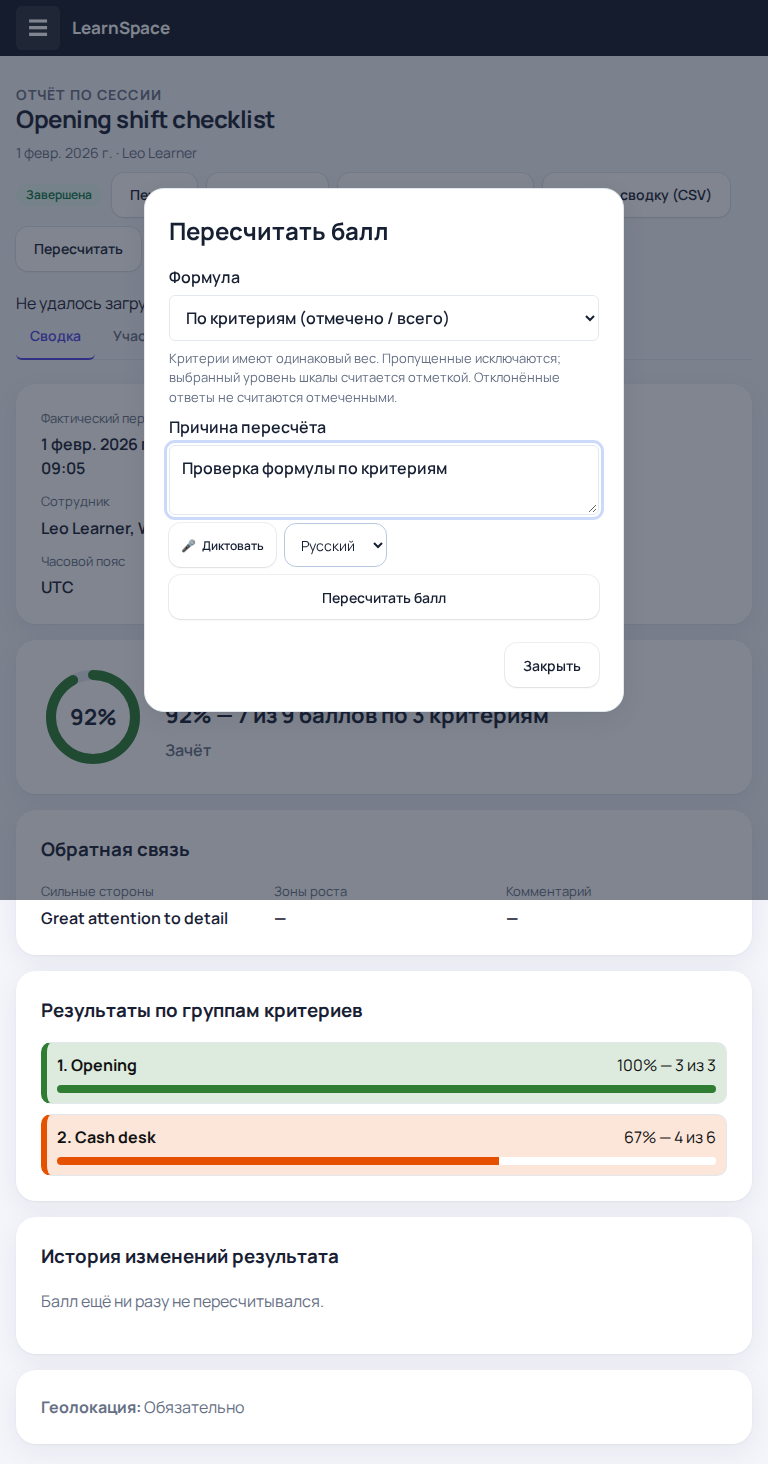 ☰ LearnSpace
ОТЧЁТ ПО СЕССИИ
Opening shift checklist
1 февр. 2026 г. · Leo Learner
Завершена
сводку (CSV)
Пересчитать
Не удалось
Сводка
Пересчитать балл
Формула
По критериям (отмечено / всего)
Критерии имеют одинаковый вес. Пропущенные исключаются;
выбранный уровень шкалы считается отметкой. Отклонённые
ответы не считаются отмеченными.
Причина пересчёта
Проверка формулы по критериям
Диктовать
Русский
Пересчитать балл
Закрыть
Фактический
1 февр. 2026
09:05
Сотрудник
Leo Learner,
Часовой пояс
UTC
92%
92% — 7 из 9 баллов по 3 критериям
Зачёт
Обратная связь
Сильные стороны
Зоны роста
Комментарий
Great attention to detail
—
—
Результаты по группам критериев
1. Opening
100% — 3 из 3
2. Cash desk
67% — 4 из 6
История изменений результата
Балл ещё ни разу не пересчитывался.
Геолокация: Обязательно